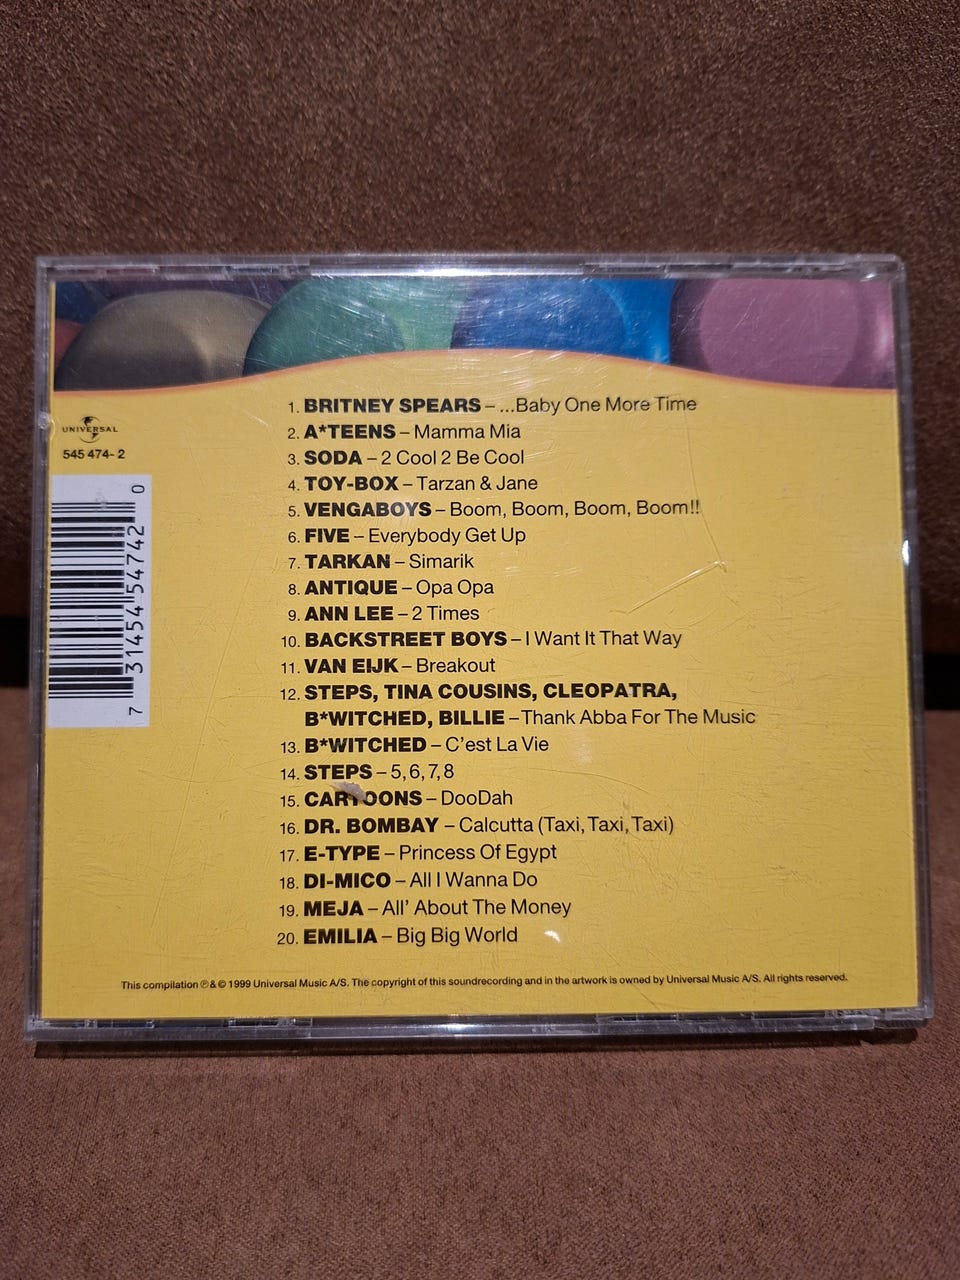 1. BRITNEY SPEARS – ...Baby One More Time
2. A*TEENS – Mamma Mia
3. SODA – 2 Cool 2 Be Cool
4. TOY-BOX – Tarzan & Jane
5. VENGABOYS – Boom, Boom, Boom, Boom!!
6. FIVE – Everybody Get Up
7. TARKAN – Simarik
8. ANTIQUE – Opa Opa
9. ANN LEE – 2 Times
10. BACKSTREET BOYS – I Want It That Way
11. VAN EIJK – Breakout
12. STEPS, TINA COUSINS, CLEOPATRA,
B*WITCHED, BILLIE – Thank Abba For The Music
13. B*WITCHED – C'est La Vie
14. STEPS – 5, 6, 7, 8
15. CARTOONS – DooDah
16. DR. BOMBAY – Calcutta (Taxi, Taxi, Taxi)
17. E-TYPE – Princess Of Egypt
18. DI-MICO – All I Wanna Do
19. MEJA – All' About The Money
20. EMILIA – Big Big World
UNIVERSAL
545 474- 2
7 31454 54742 0
This compilation ℗ & © 1999 Universal Music A/S. The copyright of this soundrecording and in the artwork is owned by Universal Music A/S. All rights reserved.